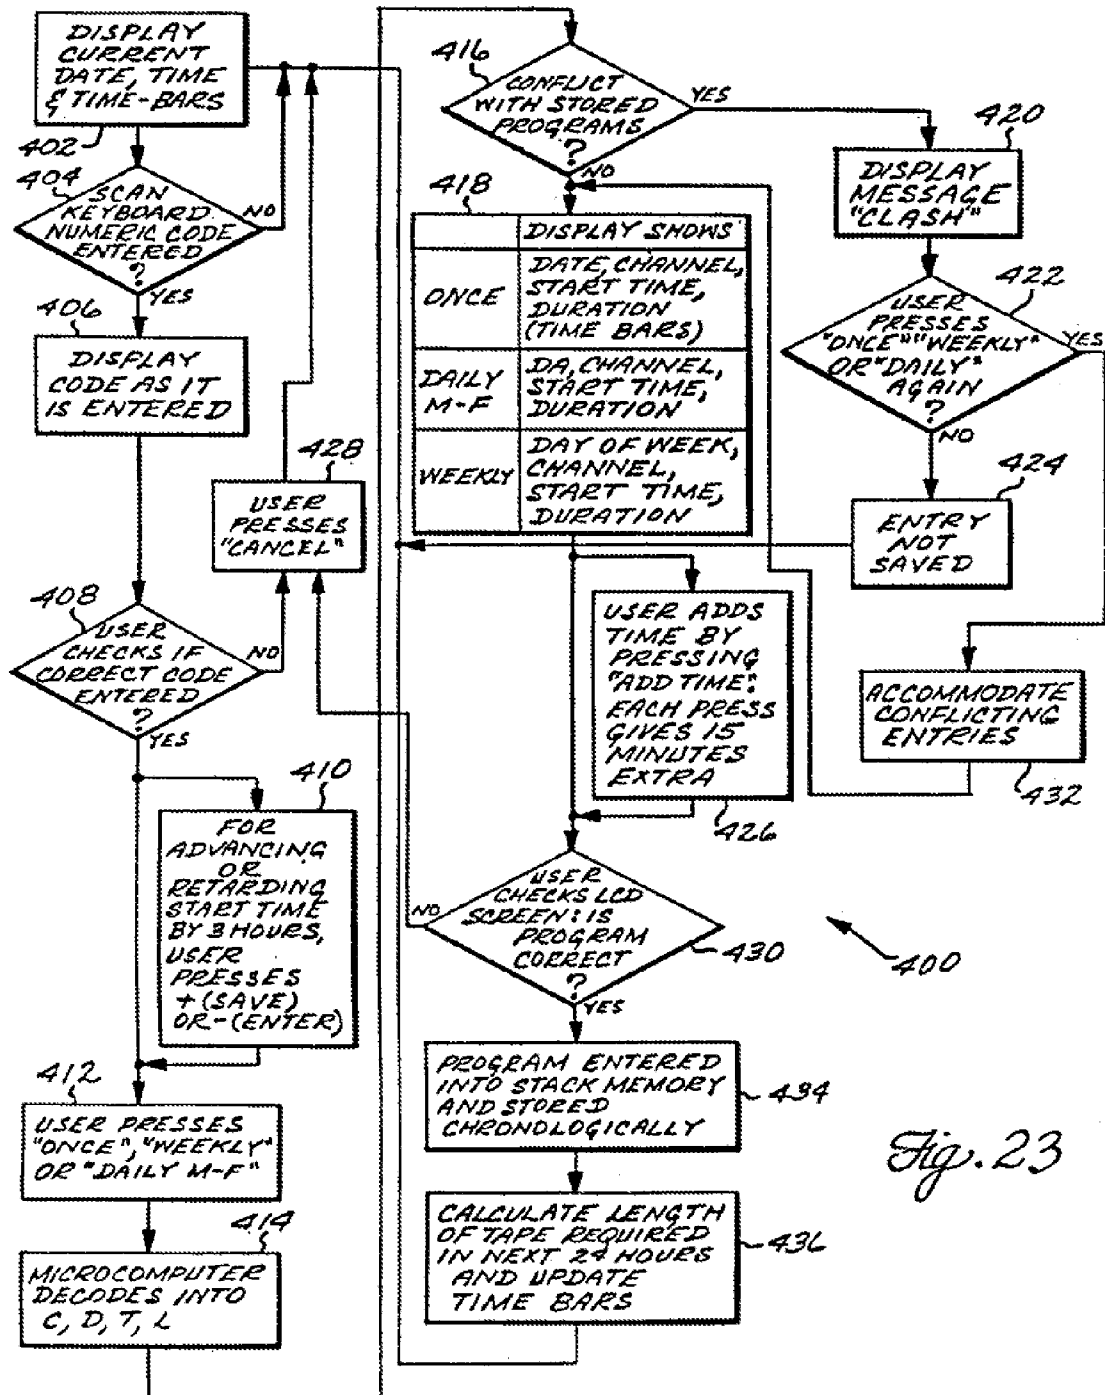 DISPLAY
CURRENT
DATE, TIME
& TIME-BARS
402
404
SCAN
KEYBOARD.
NUMERIC CODE
ENTERED
?
NO
YES
406
DISPLAY
CODE AS IT
IS ENTERED
428
USER
PRESSES
"CANCEL"
408
USER
CHECKS IF
CORRECT CODE
ENTERED
?
NO
YES
410
FOR
ADVANCING
OR
RETARDING
START TIME
BY 3 HOURS,
USER
PRESSES
+(SAVE)
OR-(ENTER)
412
USER PRESSES
"ONCE", "WEEKLY"
OR "DAILY M-F"
414
MICROCOMPUTER
DECODES INTO
C, D, T, L
416
CONFLICT
WITH STORED
PROGRAMS
?
YES
NO
418
DISPLAY SHOWS
ONCE
DATE, CHANNEL,
START TIME,
DURATION
(TIME BARS)
DAILY
M-F
DA, CHANNEL,
START TIME,
DURATION
WEEKLY
DAY OF WEEK,
CHANNEL,
START TIME,
DURATION
420
DISPLAY
MESSAGE
"CLASH"
422
USER
PRESSES
"ONCE" "WEEKLY"
OR "DAILY"
AGAIN
?
YES
NO
424
ENTRY
NOT
SAVED
USER ADDS
TIME BY
PRESSING
"ADD TIME".
EACH PRESS
GIVES 15
MINUTES
EXTRA
426
ACCOMMODATE
CONFLICTING
ENTRIES
432
USER
CHECKS LCD
SCREEN: IS
PROGRAM
CORRECT
?
NO
YES
430
400
PROGRAM ENTERED
INTO STACK MEMORY
AND STORED
CHRONOLOGICALLY
434
CALCULATE LENGTH
OF TAPE REQUIRED
IN NEXT 24 HOURS
AND UPDATE
TIME BARS
436
Fig. 23